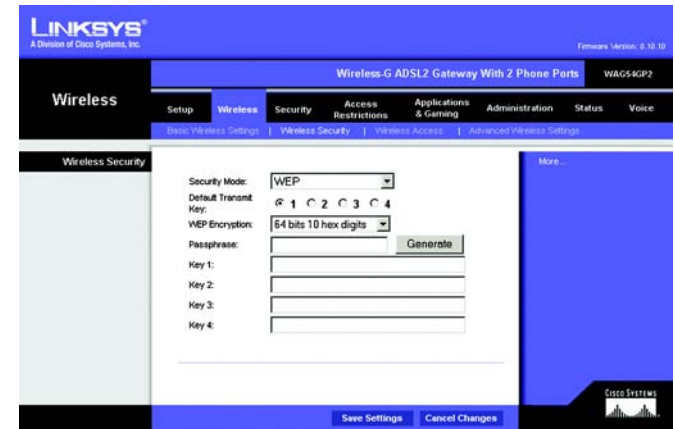 LINKSYS®
A Division of Cisco Systems, Inc.
Firmware Version: 0.10.10
Wireless-G ADSL2 Gateway With 2 Phone Ports WAG54GP2
Wireless
Setup Wireless Security Access Restrictions Applications & Gaming Administration Status Voice
Basic Wireless Settings | Wireless Security | Wireless Access | Advanced Wireless Settings
Wireless Security
More...
Security Mode: WEP
Default Transmit Key: 1 2 3 4
WEP Encryption: 64 bits 10 hex digits
Passphrase: Generate
Key 1:
Key 2:
Key 3:
Key 4:
Save Settings Cancel Changes
CISCO SYSTEMS